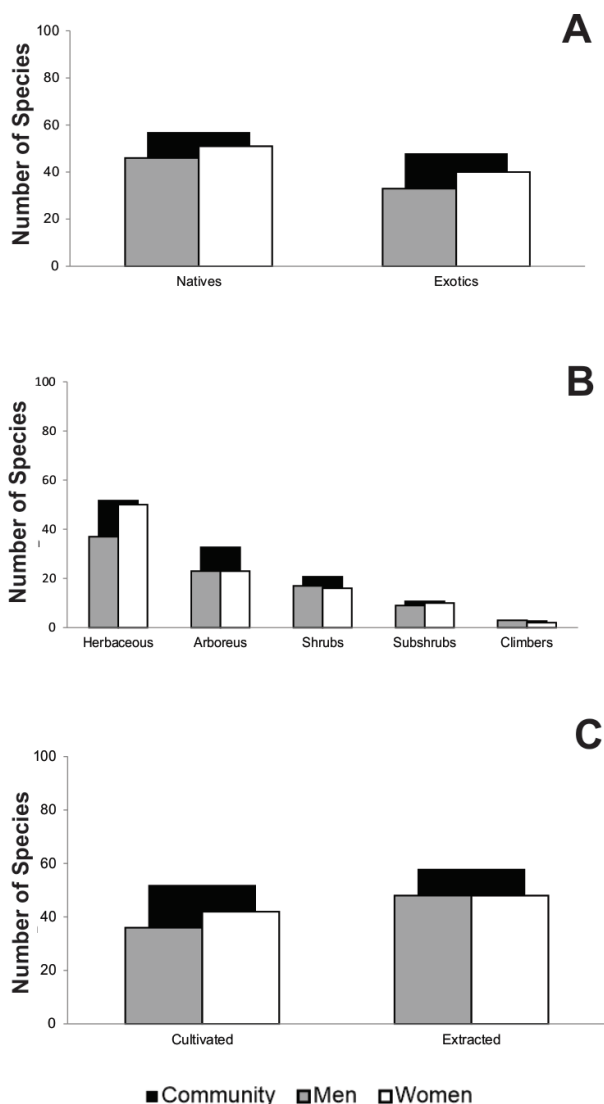 A
Number of Species
100
80
60
40
20
0
Natives Exotics
B
Number of Species
100
80
60
40
20
0
Herbaceous Arboreus Shrubs Subshrubs Climbers
C
Number of Species
100
80
60
40
20
0
Cultivated Extracted
Community Men Women